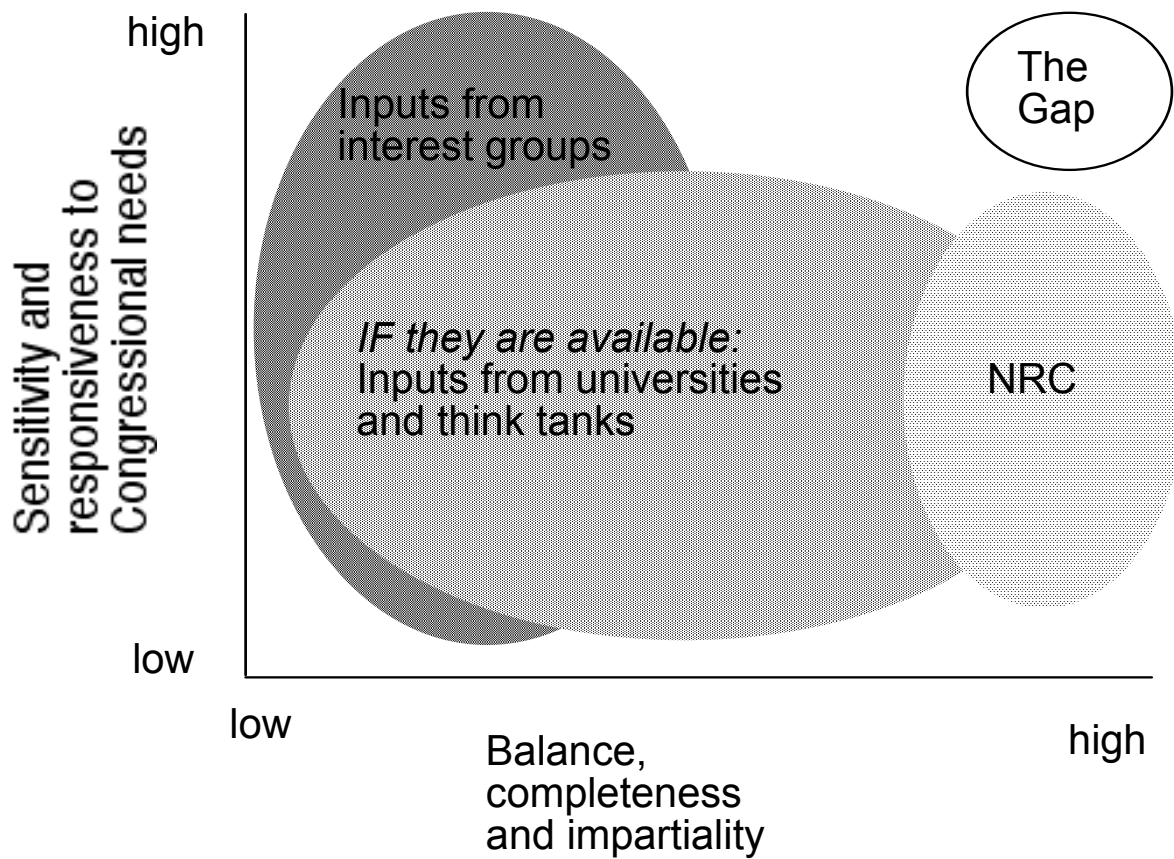 high
The
Gap
Inputs from
interest groups
Sensitivity and
responsiveness to
Congressional needs
IF they are available:
Inputs from universities
and think tanks
NRC
low
low
high
Balance,
completeness
and impartiality